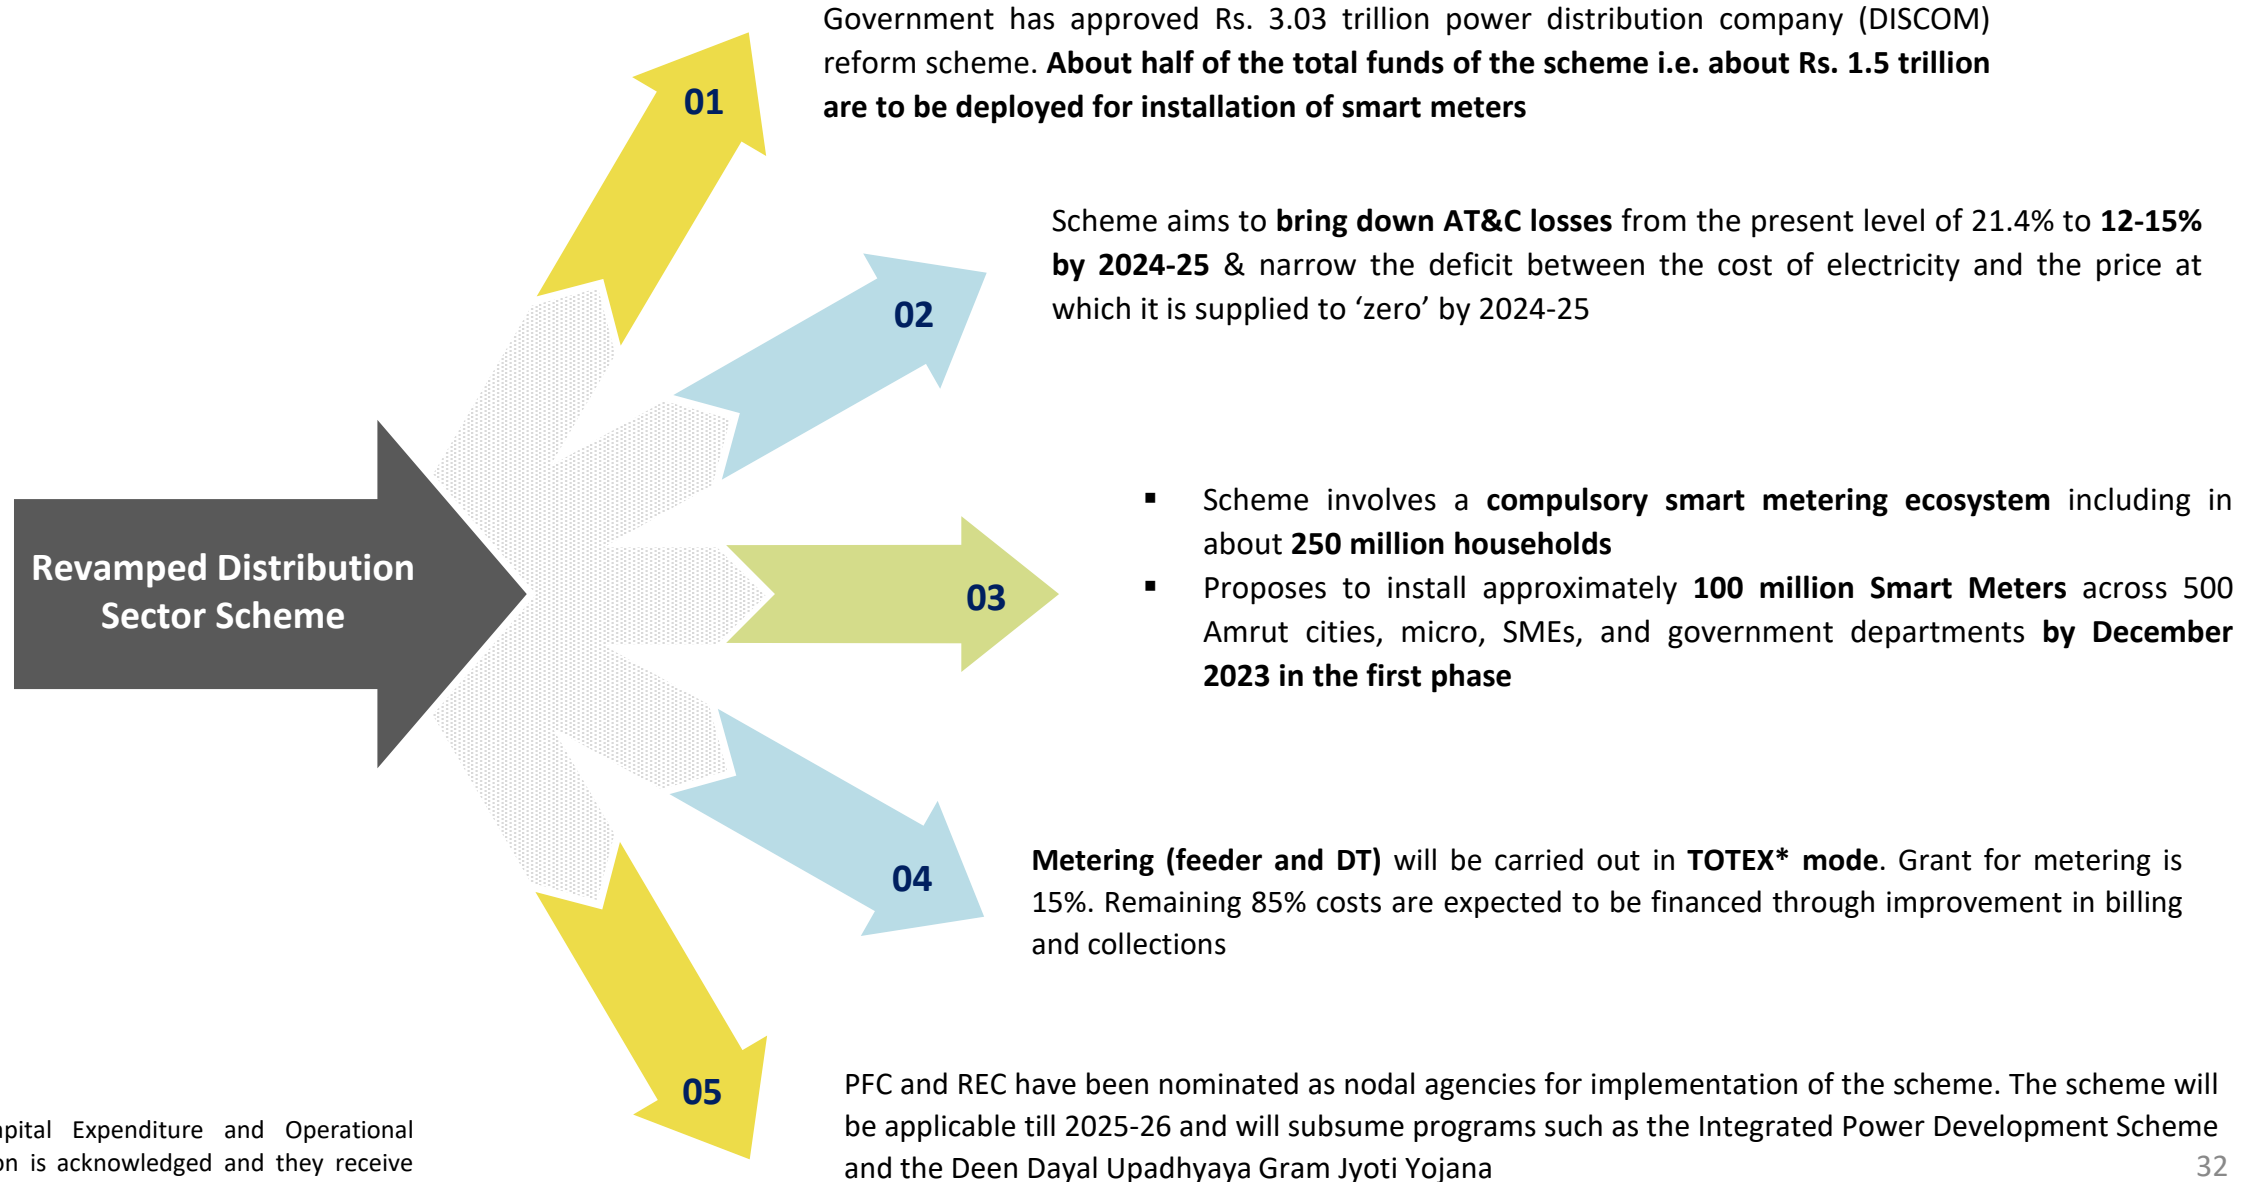 Government has approved Rs. 3.03 trillion power distribution company (DISCOM)
reform scheme. About half of the total funds of the scheme i.e. about Rs. 1.5 trillion
are to be deployed for installation of smart meters
01
Scheme aims to bring down AT&C losses from the present level of 21.4% to 12-15%
by 2024-25 & narrow the deficit between the cost of electricity and the price at
which it is supplied to ‘zero’ by 2024-25
02
Revamped Distribution
Sector Scheme
▪ Scheme involves a compulsory smart metering ecosystem including in
about 250 million households
▪ Proposes to install approximately 100 million Smart Meters across 500
Amrut cities, micro, SMEs, and government departments by December
2023 in the first phase
03
Metering (feeder and DT) will be carried out in TOTEX* mode. Grant for metering is
15%. Remaining 85% costs are expected to be financed through improvement in billing
and collections
04
PFC and REC have been nominated as nodal agencies for implementation of the scheme. The scheme will
be applicable till 2025-26 and will subsume programs such as the Integrated Power Development Scheme
and the Deen Dayal Upadhyaya Gram Jyoti Yojana
05
Expenditure and Operational
is acknowledged and they receive
32